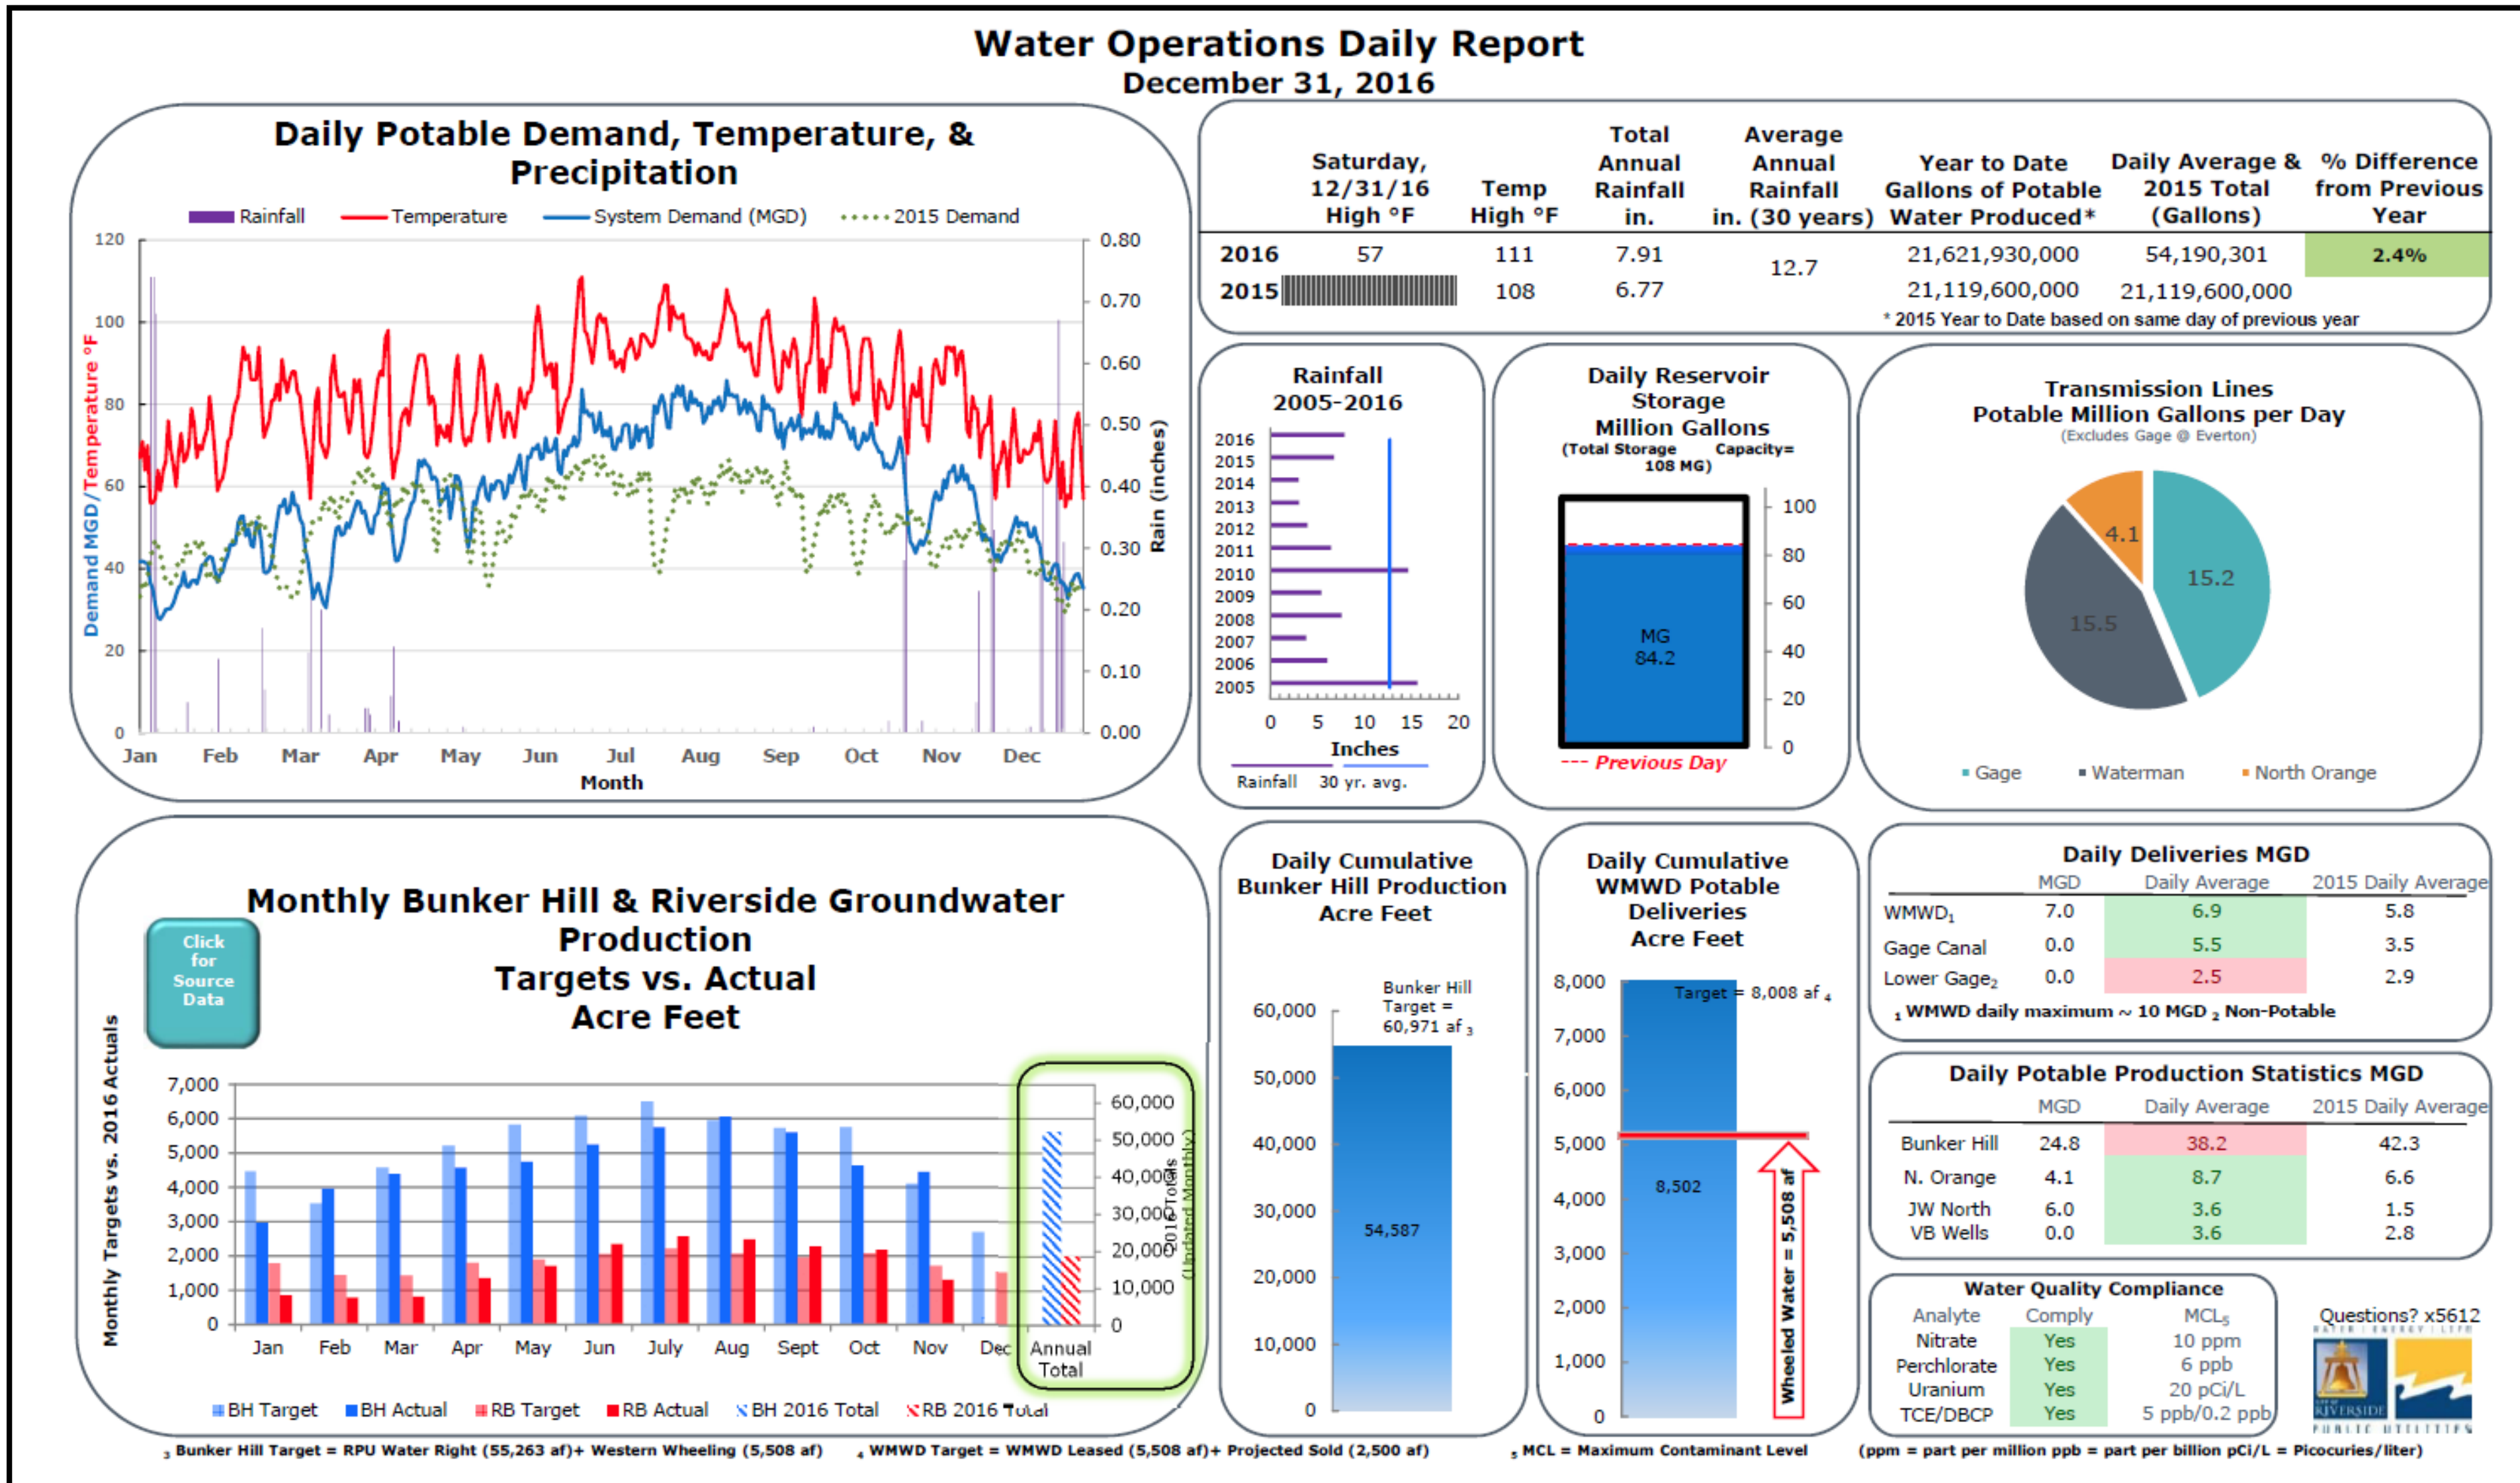 Water Operations Daily Report
December 31, 2016
Daily Potable Demand, Temperature, &
Precipitation
Rainfall Temperature System Demand (MGD) 2015 Demand
120
100
80
60
40
20
0
Demand MGD/Temperature °F
0.80
0.70
0.60
0.50
0.40
0.30
0.20
0.10
0.00
Rain (inches)
Jan Feb Mar Apr May Jun Jul Aug Sep Oct Nov Dec
Month
Saturday,
12/31/16
High °F
Temp
High °F
Total
Annual
Rainfall
in.
Average
Annual
Rainfall
in. (30 years)
Year to Date
Gallons of Potable
Water Produced*
Daily Average &
2015 Total
(Gallons)
% Difference
from Previous
Year
2016 57 111 7.91 12.7 21,621,930,000 54,190,301 2.4%
2015 108 6.77 21,119,600,000 21,119,600,000
* 2015 Year to Date based on same day of previous year
Rainfall
2005-2016
2016
2015
2014
2013
2012
2011
2010
2009
2008
2007
2006
2005
0 5 10 15 20
Inches
Rainfall 30 yr. avg.
Daily Reservoir
Storage
Million Gallons
(Total Storage Capacity=
108 MG)
100
80
60
40
20
0
MG
84.2
--- Previous Day
Transmission Lines
Potable Million Gallons per Day
(Excludes Gage @ Everton)
4.1
15.2
15.5
Gage Waterman North Orange
Monthly Bunker Hill & Riverside Groundwater
Production
Targets vs. Actual
Acre Feet
Click
for
Source
Data
Monthly Targets vs. 2016 Actuals
7,000
6,000
5,000
4,000
3,000
2,000
1,000
0
60,000
50,000
40,000
30,000
20,000
10,000
0
2016 Totals
(Updated Monthly)
Jan Feb Mar Apr May Jun July Aug Sept Oct Nov Dec Annual
Total
BH Target BH Actual RB Target RB Actual BH 2016 Total RB 2016 Total
Daily Cumulative
Bunker Hill Production
Acre Feet
Bunker Hill
Target =
60,971 af 3
60,000
50,000
40,000
30,000
20,000
10,000
0
54,587
Daily Cumulative
WMWD Potable
Deliveries
Acre Feet
Target = 8,008 af 4
8,000
7,000
6,000
5,000
4,000
3,000
2,000
1,000
0
8,502
Wheeled Water = 5,508 af
Daily Deliveries MGD
MGD Daily Average 2015 Daily Average
WMWD1 7.0 6.9 5.8
Gage Canal 0.0 5.5 3.5
Lower Gage2 0.0 2.5 2.9
1 WMWD daily maximum ~ 10 MGD 2 Non-Potable
Daily Potable Production Statistics MGD
MGD Daily Average 2015 Daily Average
Bunker Hill 24.8 38.2 42.3
N. Orange 4.1 8.7 6.6
JW North 6.0 3.6 1.5
VB Wells 0.0 3.6 2.8
Water Quality Compliance
Analyte Comply MCL5
Nitrate Yes 10 ppm
Perchlorate Yes 6 ppb
Uranium Yes 20 pCi/L
TCE/DBCP Yes 5 ppb/0.2 ppb
Questions? x5612
WATER | ENERGY | LIFE
CITY OF
RIVERSIDE
PUBLIC UTILITIES
3 Bunker Hill Target = RPU Water Right (55,263 af)+ Western Wheeling (5,508 af) 4 WMWD Target = WMWD Leased (5,508 af)+ Projected Sold (2,500 af) 5 MCL = Maximum Contaminant Level (ppm = part per million ppb = part per billion pCi/L = Picocuries/liter)